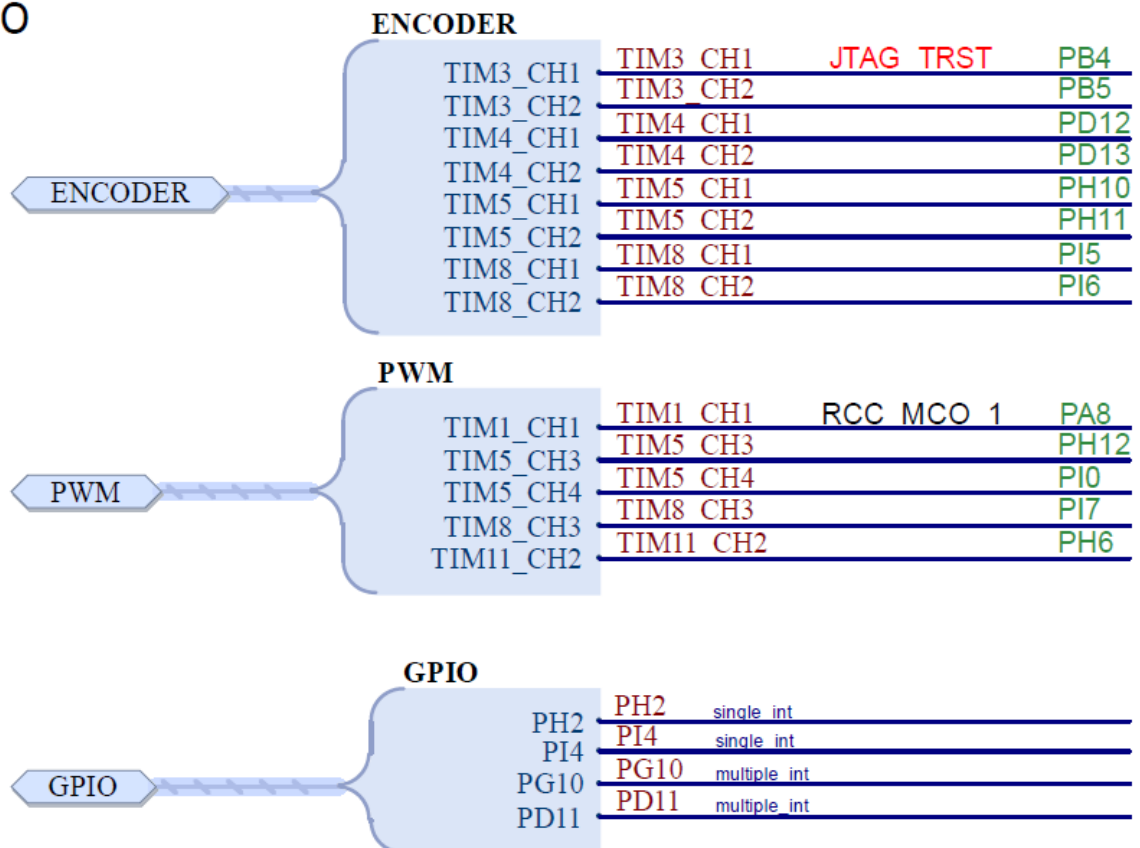 O
ENCODER
TIM3_CH1 TIM3_CH1 JTAG_TRST PB4
TIM3_CH2 TIM3_CH2 PB5
TIM4_CH1 TIM4_CH1 PD12
TIM4_CH2 TIM4_CH2 PD13
ENCODER
TIM5_CH1 TIM5_CH1 PH10
TIM5_CH2 TIM5_CH2 PH11
TIM8_CH1 TIM8_CH1 PI5
TIM8_CH2 TIM8_CH2 PI6
PWM
TIM1_CH1 TIM1_CH1 RCC_MCO_1 PA8
TIM5_CH3 TIM5_CH3 PH12
PWM
TIM5_CH4 TIM5_CH4 PI0
TIM8_CH3 TIM8_CH3 PI7
TIM11_CH2 TIM11_CH2 PH6
GPIO
PH2 PH2 single_int
PI4 PI4 single_int
GPIO
PG10 PG10 multiple_int
PD11 PD11 multiple_int